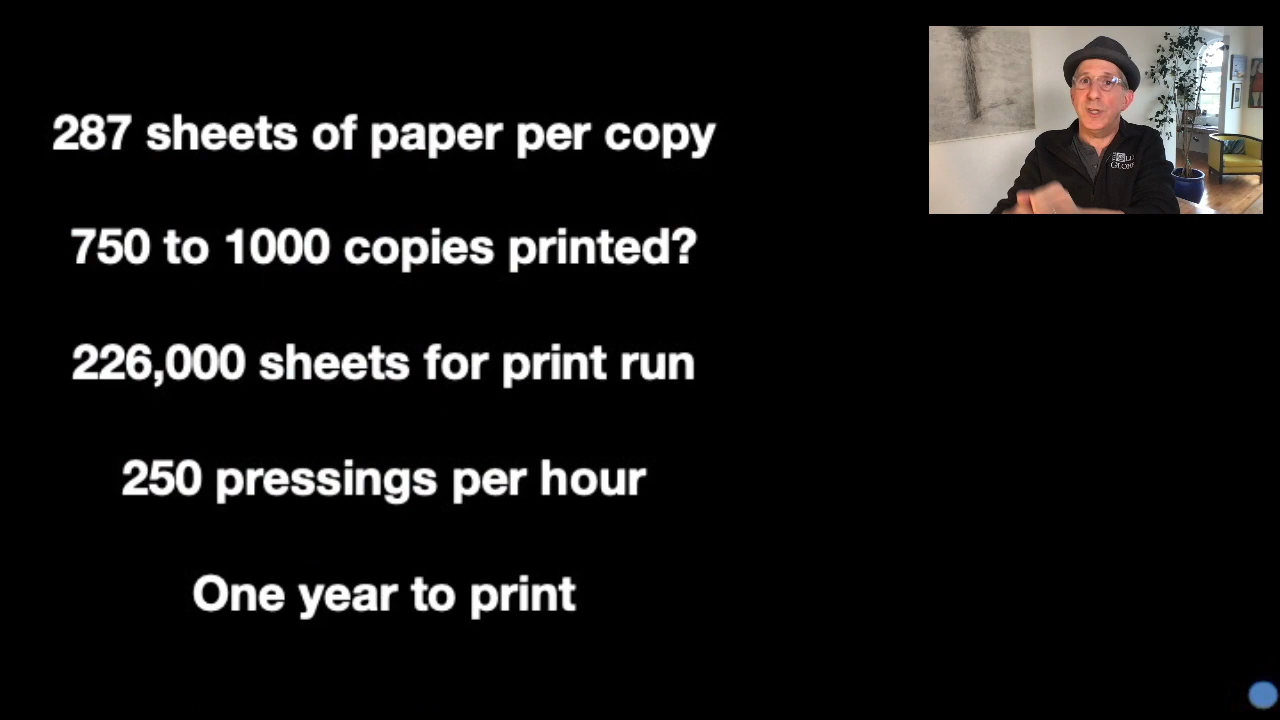 287 sheets of paper per copy
750 to 1000 copies printed?
226,000 sheets for print run
250 pressings per hour
One year to print